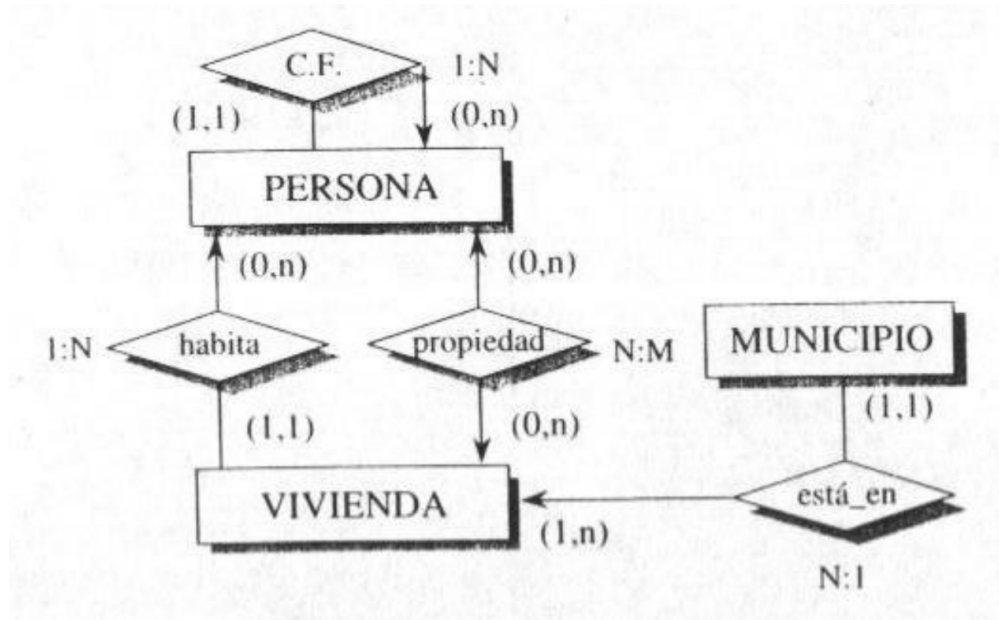 C.F.
1:N
(1,1)
(0,n)
PERSONA
(0,n)
(0,n)
1:N
habita
propiedad
N:M
MUNICIPIO
(1,1)
(1,1)
(0,n)
VIVIENDA
está_en
(1,n)
N:1